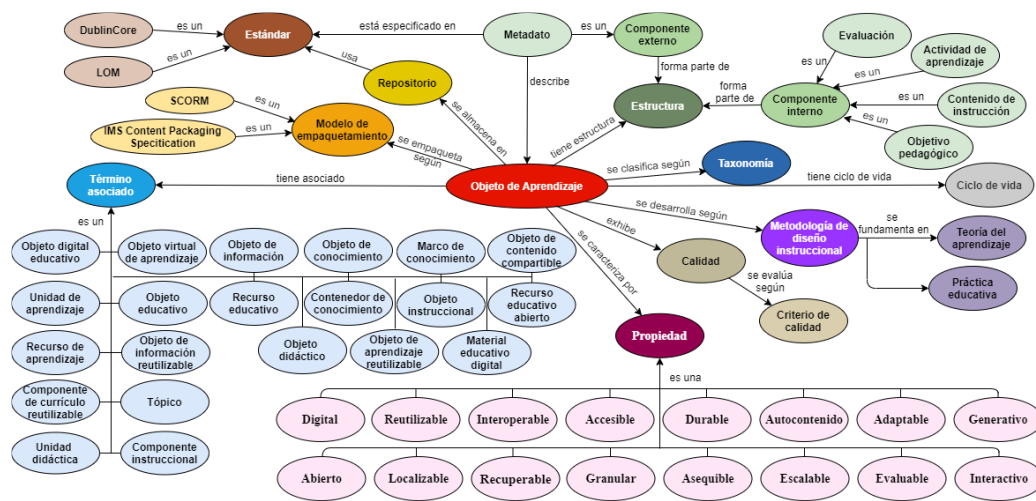 DublinCore
es un
Estándar
está especificado en
Metadato
es un
Componente
externo
Evaluación
Actividad de
aprendizaje
LOM
es un
usa
Repositorio
describe
forma parte de
es un
es un
SCORM
es un
Modelo de
empaquetamiento
se almacena en
Estructura
forma parte
de
Componente
interno
es un
Contenido de
instrucción
IMS Content Packaging
Specitication
es un
se empaqueta
según
tiene estructura
es un
Objetivo
pedagógico
Término
asociado
tiene asociado
Objeto de Aprendizaje
se clasifica según
Taxonomía
tiene ciclo de vida
Ciclo de vida
es un
se desarrolla según
exhibe
se caracteriza por
Metodología de
diseño
instruccional
se
fundamenta en
Teoría del
aprendizaje
Práctica
educativa
Calidad
se evalúa
según
Criterio de
calidad
Objeto digital
educativo
Objeto virtual
de aprendizaje
Objeto de
información
Objeto de
conocimiento
Marco de
conocimiento
Objeto de
contenido
compartible
Unidad de
aprendizaje
Objeto
educativo
Recurso
educativo
Contenedor de
conocimiento
Objeto
instruccional
Recurso
educativo
abierto
Recurso de
aprendizaje
Objeto de
información
reutilizable
Objeto
didáctico
Objeto de
aprendizaje
reutilizable
Material
educativo
digital
Propiedad
Componente
de currículo
reutilizable
Tópico
Unidad
didáctica
Componente
instruccional
es una
Digital
Reutilizable
Interoperable
Accesible
Durable
Autocontenido
Adaptable
Generativo
Abierto
Localizable
Recuperable
Granular
Asequible
Escalable
Evaluable
Interactivo